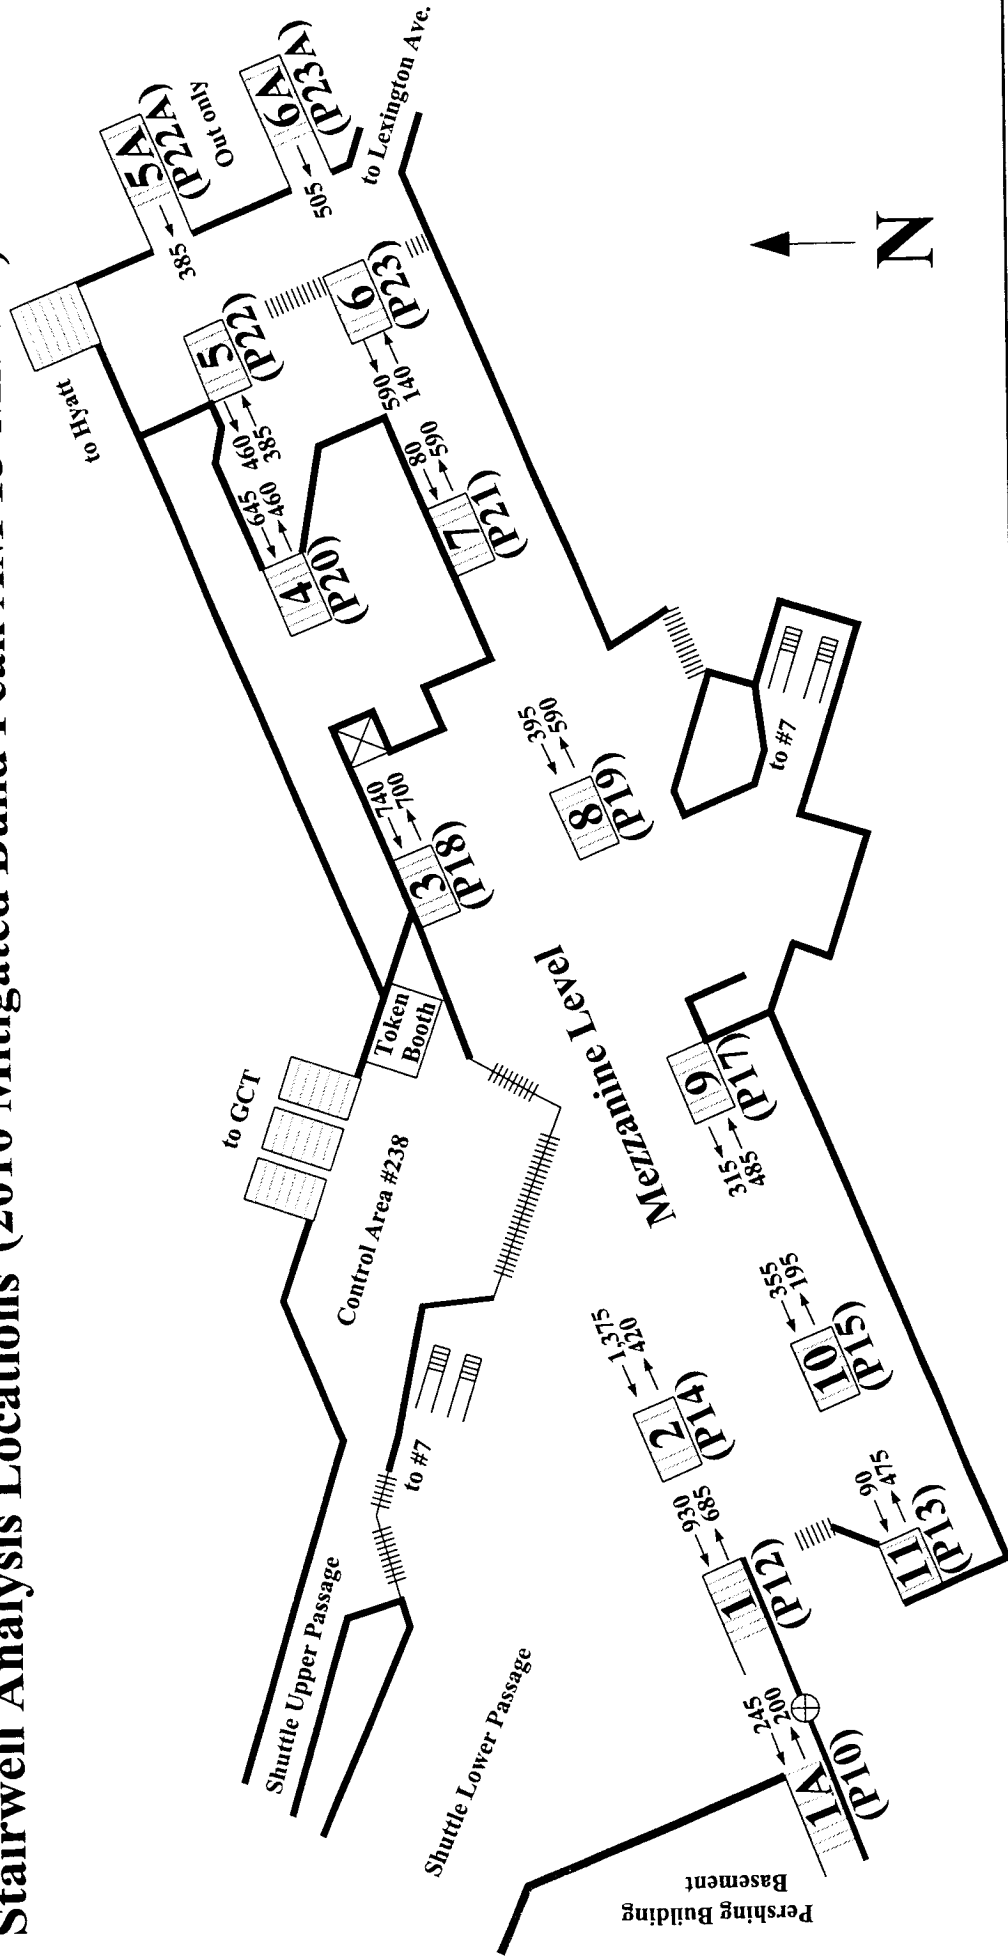 Stairwell Analysis Locations (2010 Mitigated Build Peak AM 15
to Hyatt
5A
(P22A)
Out only
385
6A
(P23A)
505
to Lexington Ave.
5
(P22)
460
385
6
(P23)
590
140
4
(P20)
645
460
7
(P21)
80
590
3
(P18)
740
700
8
(P19)
395
590
to #7
Token
Booth
to GCT
Control Area #238
Mezzanine Level
9
(P17)
315
485
10
(P15)
355
195
2
(P14)
1,375
420
to #7
11
(P13)
90
475
1
(P12)
930
685
Shuttle Upper Passage
Shuttle Lower Passage
1A
(P10)
245
200
Pershing Building
Basement
N